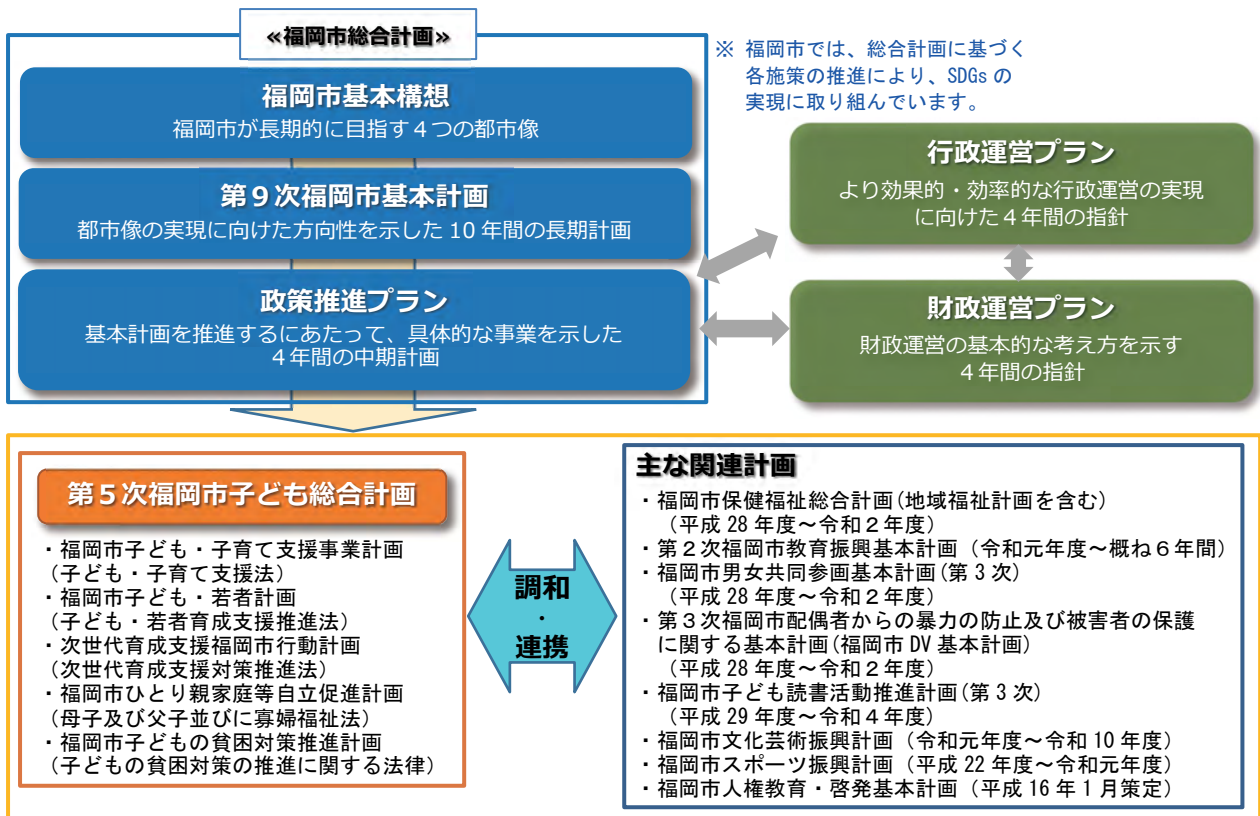 ≪福岡市総合計画≫
福岡市基本構想
福岡市が長期的に目指す４つの都市像
第９次福岡市基本計画
都市像の実現に向けた方向性を示した 10 年間の長期計画
政策推進プラン
基本計画を推進するにあたって、具体的な事業を示した
４年間の中期計画
※ 福岡市では、総合計画に基づく
各施策の推進により、SDGs の
実現に取り組んでいます。
行政運営プラン
より効果的・効率的な行政運営の実現
に向けた４年間の指針
財政運営プラン
財政運営の基本的な考え方を示す
４年間の指針
第５次福岡市子ども総合計画
・福岡市子ども・子育て支援事業計画
(子ども・子育て支援法)
・福岡市子ども・若者計画
(子ども・若者育成支援推進法)
・次世代育成支援福岡市行動計画
(次世代育成支援対策推進法)
・福岡市ひとり親家庭等自立促進計画
(母子及び父子並びに寡婦福祉法)
・福岡市子どもの貧困対策推進計画
(子どもの貧困対策の推進に関する法律)
調和
・
連携
主な関連計画
・福岡市保健福祉総合計画(地域福祉計画を含む)
（平成 28 年度～令和２年度）
・第２次福岡市教育振興基本計画（令和元年度～概ね６年間）
・福岡市男女共同参画基本計画(第 3 次)
（平成 28 年度～令和２年度）
・第３次福岡市配偶者からの暴力の防止及び被害者の保護
に関する基本計画(福岡市 DV 基本計画)
（平成 28 年度～令和２年度）
・福岡市子ども読書活動推進計画(第 3 次)
（平成 29 年度～令和４年度）
・福岡市文化芸術振興計画（令和元年度～令和 10 年度）
・福岡市スポーツ振興計画（平成 22 年度～令和元年度）
・福岡市人権教育・啓発基本計画（平成 16 年 1 月策定）